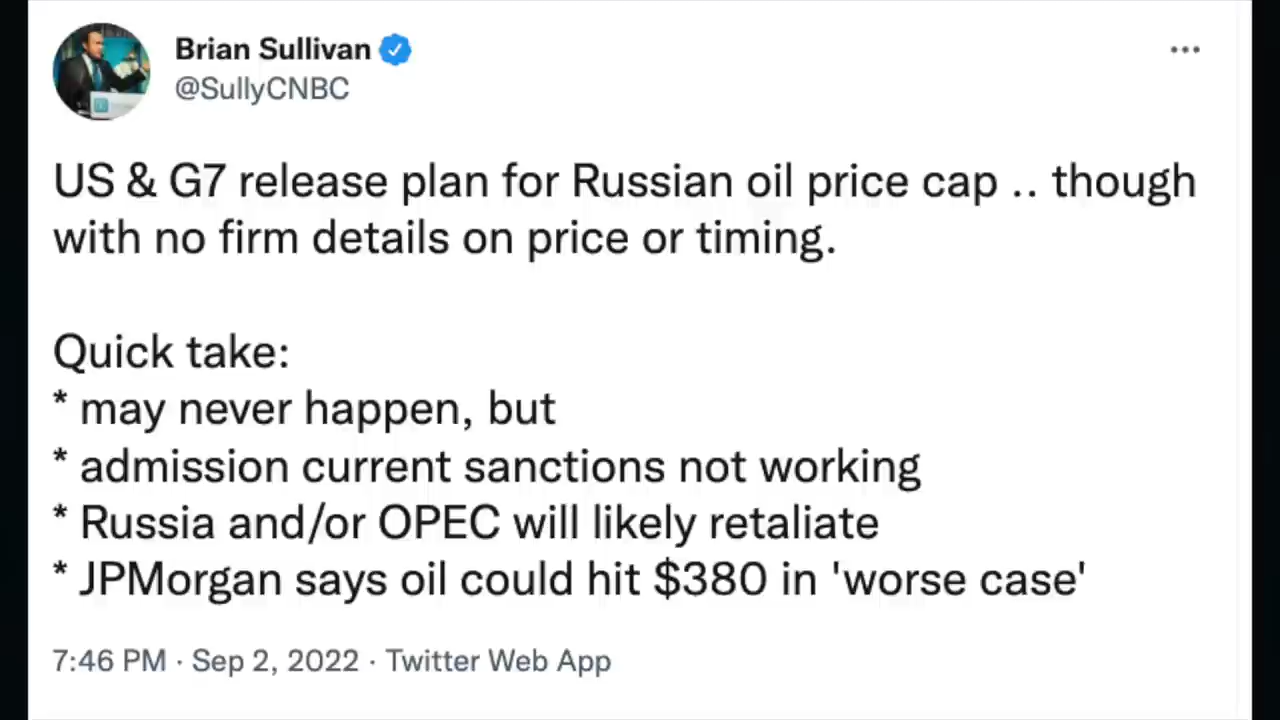 Brian Sullivan
@SullyCNBC
US & G7 release plan for Russian oil price cap .. though
with no firm details on price or timing.
Quick take:
* may never happen, but
* admission current sanctions not working
* Russia and/or OPEC will likely retaliate
* JPMorgan says oil could hit $380 in 'worse case'
7:46 PM · Sep 2, 2022 · Twitter Web App